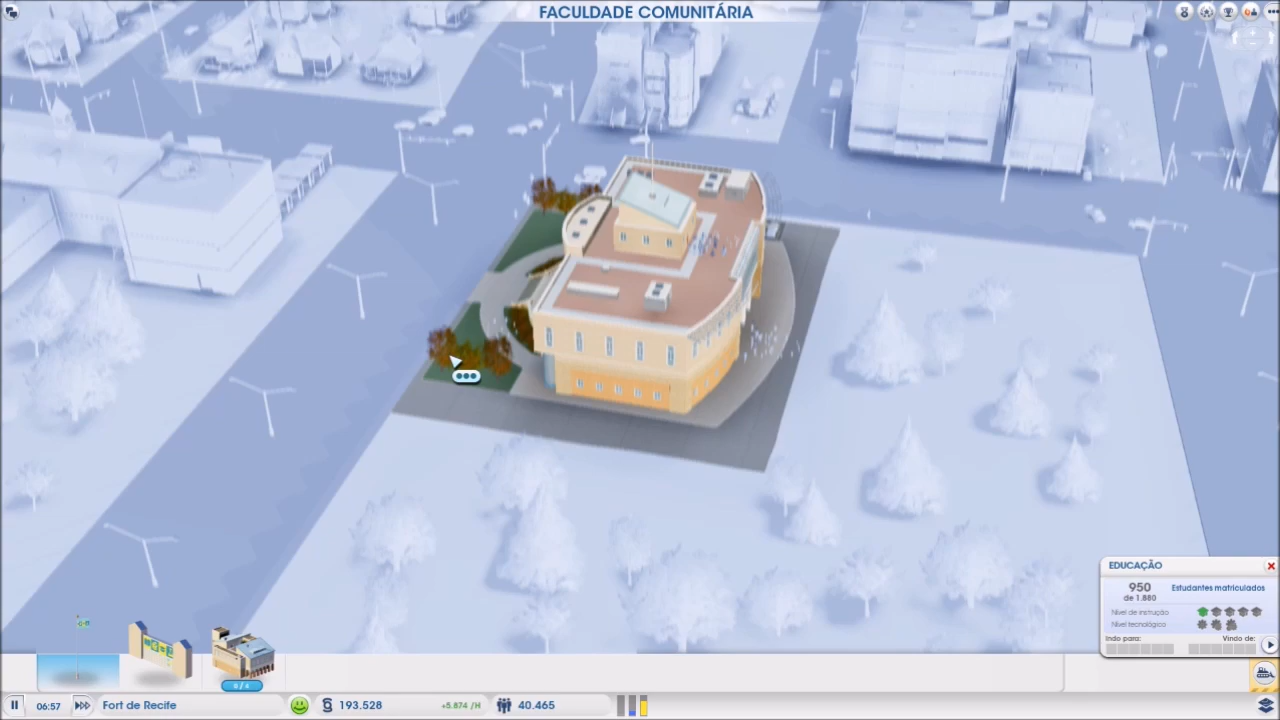 FACULDADE COMUNITÁRIA
EDUCAÇÃO
950
de 1.880
Estudantes matriculados
Nível de instrução
Nível tecnológico
Indo para:
Vindo de:
06:57
Fort de Recife
193.528
+5.874 /H
40.465